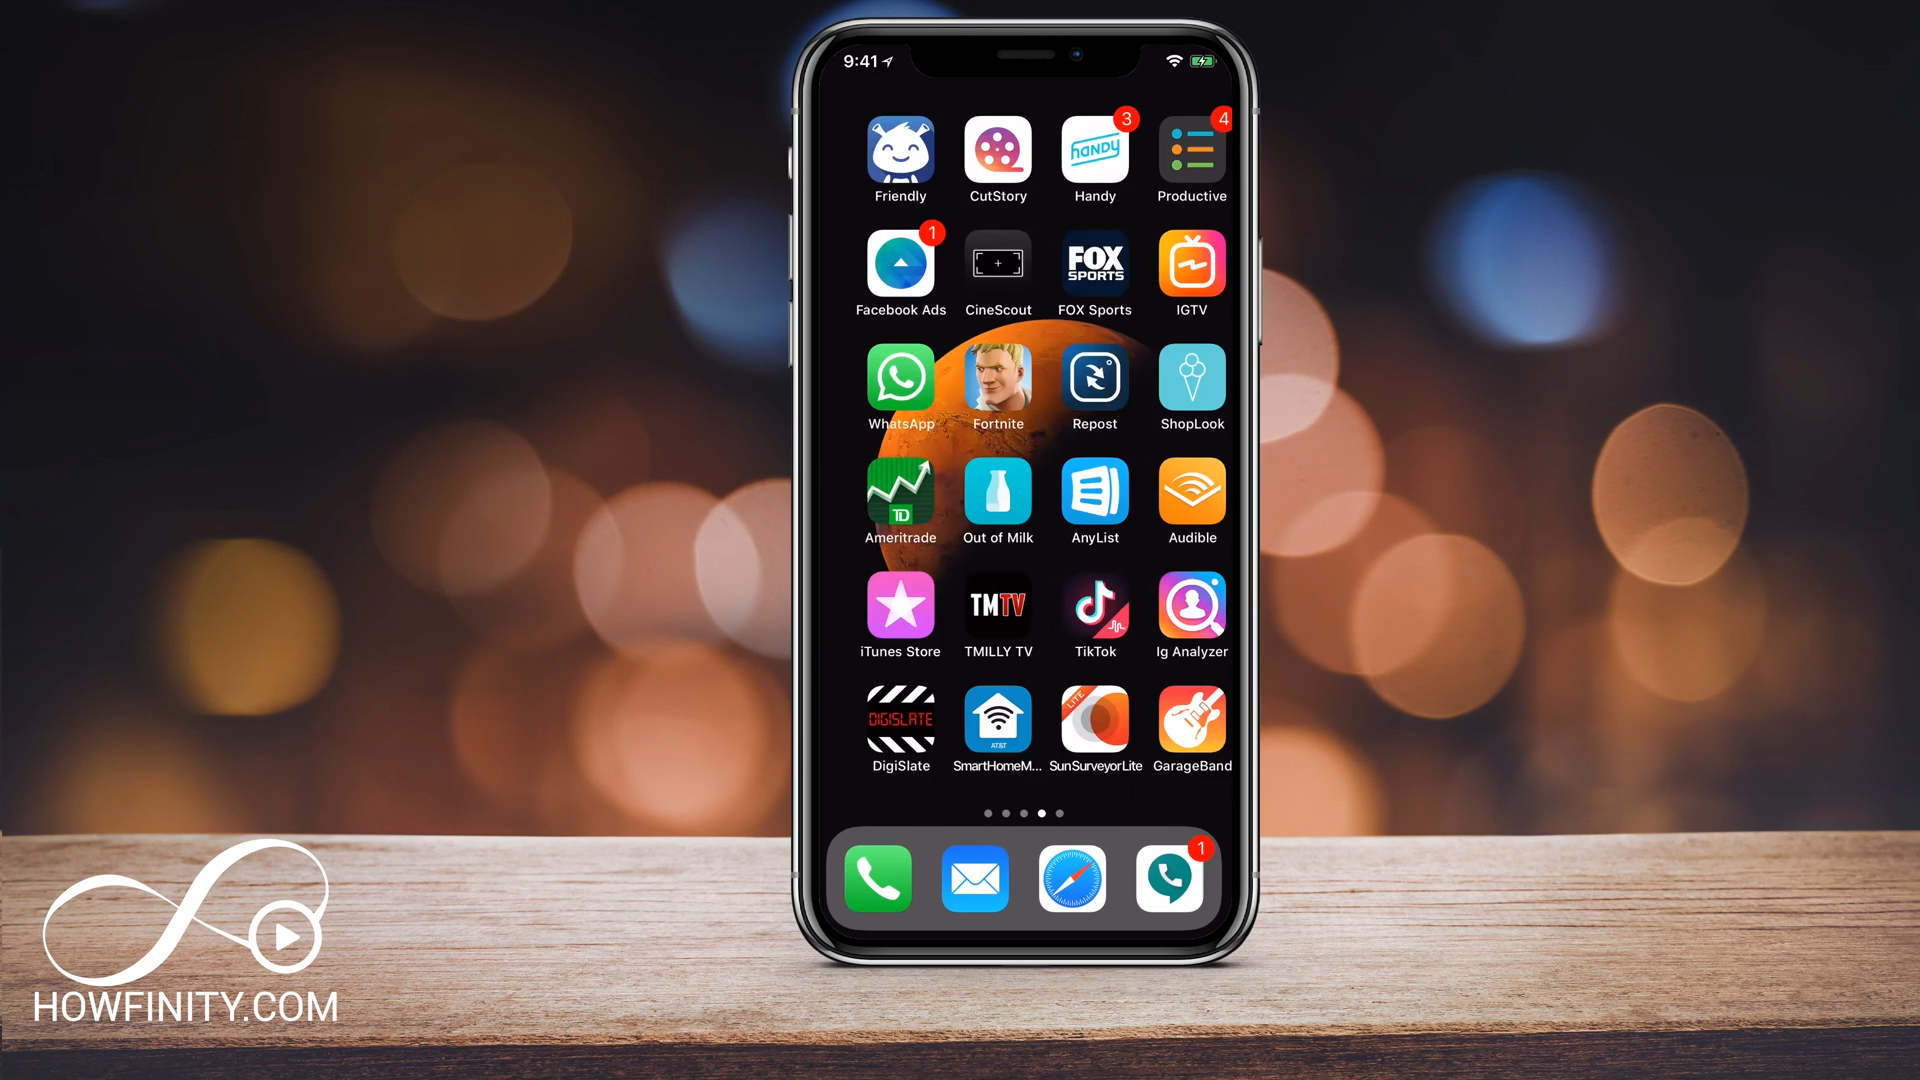 9:41
3
4
handy
Friendly
CutStory
Handy
Productive
1
FOX
SPORTS
Facebook Ads
CineScout
FOX Sports
IGTV
WhatsApp
Fortnite
Repost
ShopLook
TD
Ameritrade
Out of Milk
AnyList
Audible
TMTV
iTunes Store
TMILLY TV
TikTok
Ig Analyzer
DIGISLATE
AT&T
LITE
DigiSlate
SmartHomeM...
SunSurveyorLite
GarageBand
1
HOWFINITY.COM